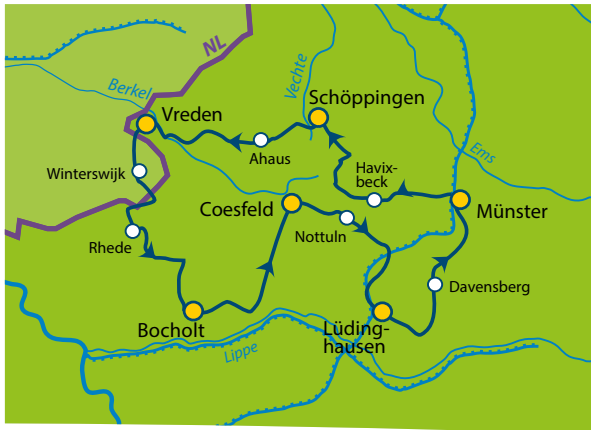 NL
Berkel
Vechte
Vreden
Schöppingen
Ahaus
Ems
Winterswijk
Havix-
beck
Coesfeld
Münster
Nottuln
Rhede
Davensberg
Bocholt
Lüding-
hausen
Lippe